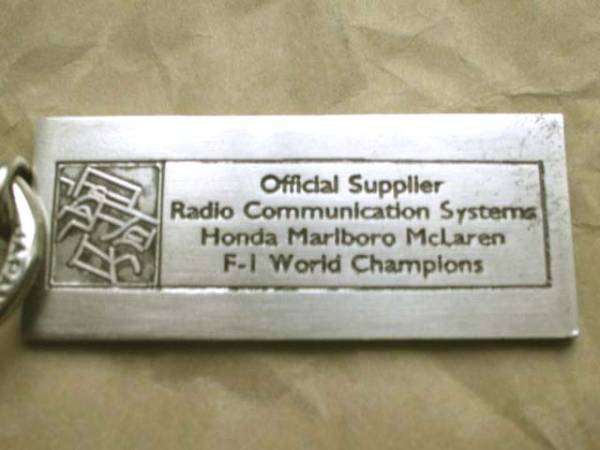 Official Supplier
Radio Communication Systems
Honda Marlboro McLaren
F-1 World Champions